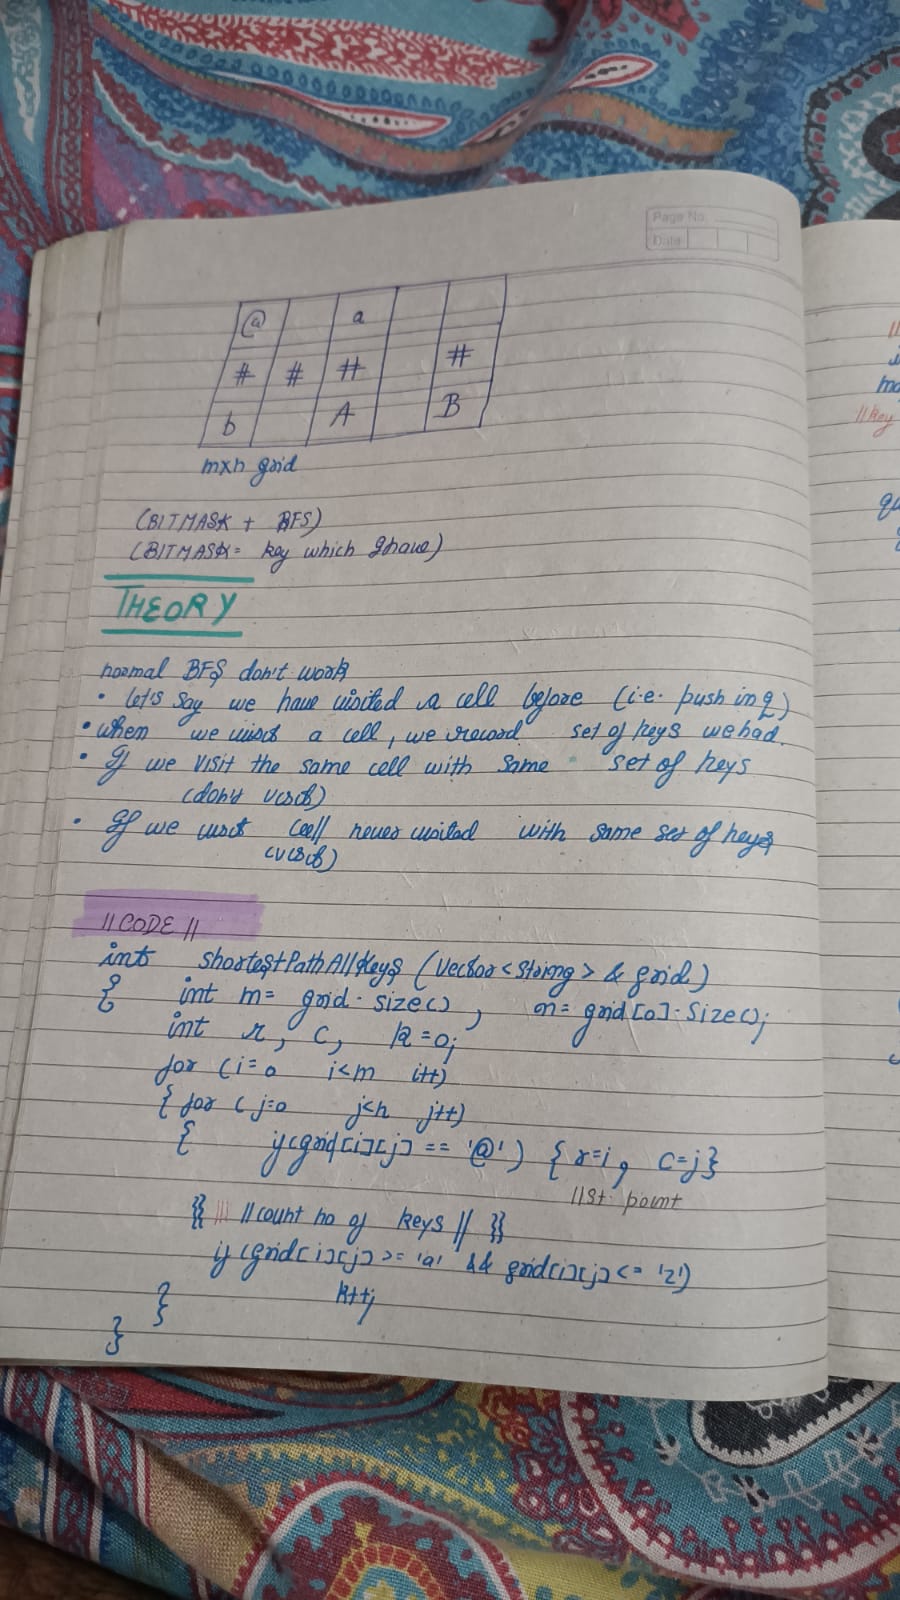 Page No.
Date
@ a
# # # #
b A B
mxn grid
(BITMASK + BFS)
(BITMASK= key which I have)
THEORY
normal BFS don't work
• let's say we have visited a cell before (i.e. push in q)
• when we visit a cell, we record set of keys we had.
• If we visit the same cell with same set of keys
(don't visit)
• If we visit cell never visited with same set of keys
(visit)
// CODE //
int shortestPathAllKeys (Vector<String> & grid)
{ int m= grid.size() , n= grid[0].size();
int r, c, k=0;
for (i=0 i<m i++)
{ for (j=0 j<n j++)
{ if(grid[i][j] == '@') { r=i, c=j}
//st. point
{{ // count no of keys // }}
if (grid[i][j] >= 'a' && grid[i][j] <= 'z')
k++;
}
}
//
//key